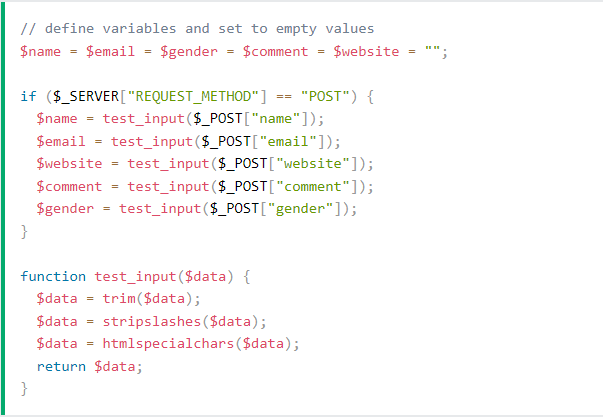 // define variables and set to empty values
$name = $email = $gender = $comment = $website = "";
if ($_SERVER["REQUEST_METHOD"] == "POST") {
  $name = test_input($_POST["name"]);
  $email = test_input($_POST["email"]);
  $website = test_input($_POST["website"]);
  $comment = test_input($_POST["comment"]);
  $gender = test_input($_POST["gender"]);
}
function test_input($data) {
  $data = trim($data);
  $data = stripslashes($data);
  $data = htmlspecialchars($data);
  return $data;
}